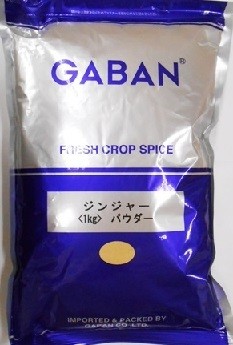 GABAN®
FRESH CROP SPICE
ジンジャー
<1kg> パウダー
IMPORTED & PACKED BY
GABAN CO.,LTD.